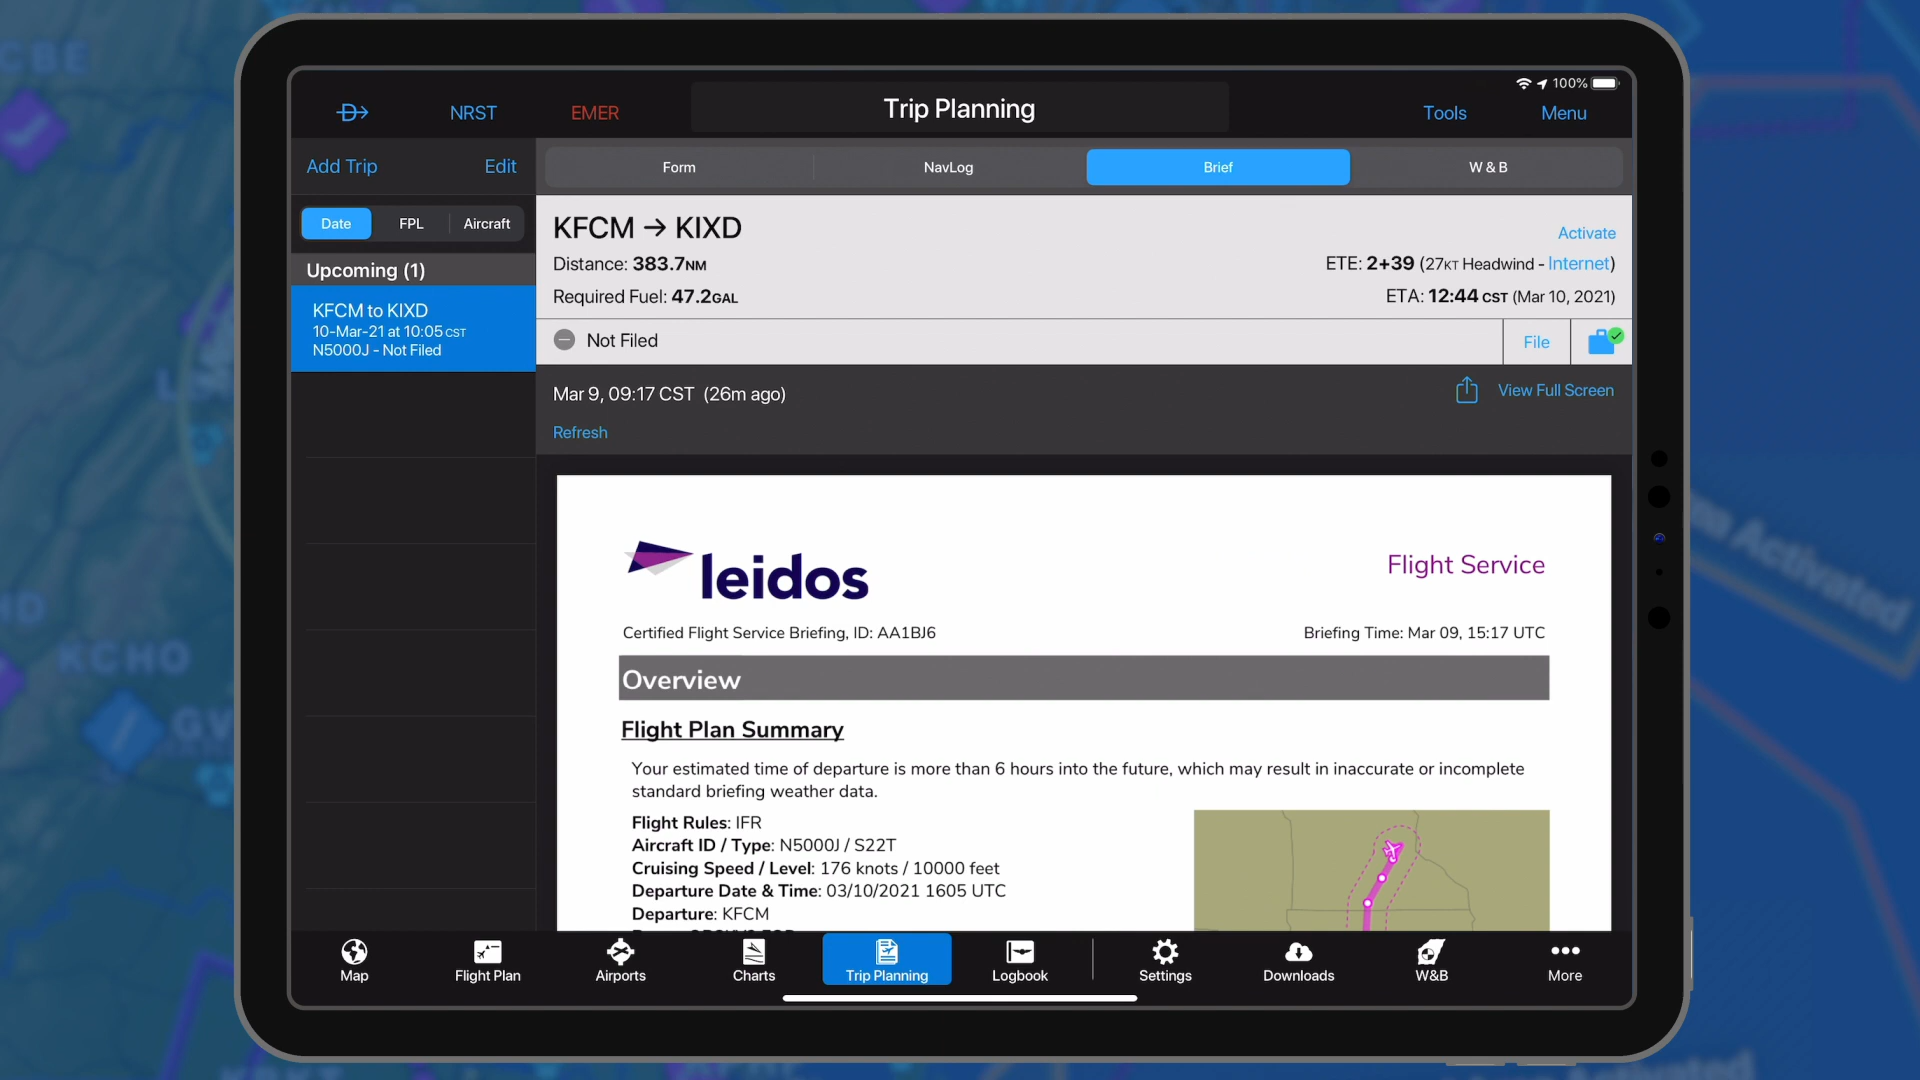 100%
NRST
EMER
Trip Planning
Tools
Menu
Add Trip
Edit
Form
NavLog
Brief
W & B
Date
FPL
Aircraft
Upcoming (1)
KFCM to KIXD
10-Mar-21 at 10:05 CST
N5000J - Not Filed
KFCM → KIXD
Activate
Distance: 383.7NM
ETE: 2+39 (27KT Headwind - Internet)
Required Fuel: 47.2GAL
ETA: 12:44 CST (Mar 10, 2021)
Not Filed
File
Mar 9, 09:17 CST (26m ago)
View Full Screen
Refresh
leidos
Flight Service
Certified Flight Service Briefing, ID: AA1BJ6
Briefing Time: Mar 09, 15:17 UTC
Overview
Flight Plan Summary
Your estimated time of departure is more than 6 hours into the future, which may result in inaccurate or incomplete
standard briefing weather data.
Flight Rules: IFR
Aircraft ID / Type: N5000J / S22T
Cruising Speed / Level: 176 knots / 10000 feet
Departure Date & Time: 03/10/2021 1605 UTC
Departure: KFCM
Map
Flight Plan
Airports
Charts
Trip Planning
Logbook
Settings
Downloads
W&B
More
KCHO
Activated